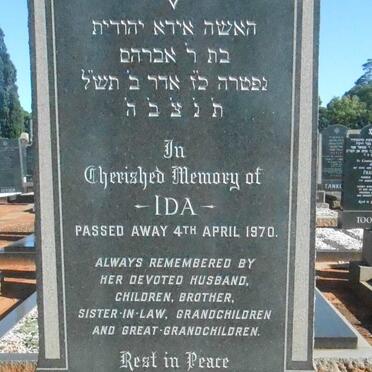 האשה אידא יהודית
בת ר׳ אברהם
נפטרה כ״ז אדר ב׳ תש״ל
ת נ צ ב ה
In
Cherished Memory of
- IDA -
PASSED AWAY 4TH APRIL 1970.
ALWAYS REMEMBERED BY
HER DEVOTED HUSBAND,
CHILDREN, BROTHER,
SISTER-IN-LAW, GRANDCHILDREN
AND GREAT-GRANDCHILDREN.
Rest in Peace